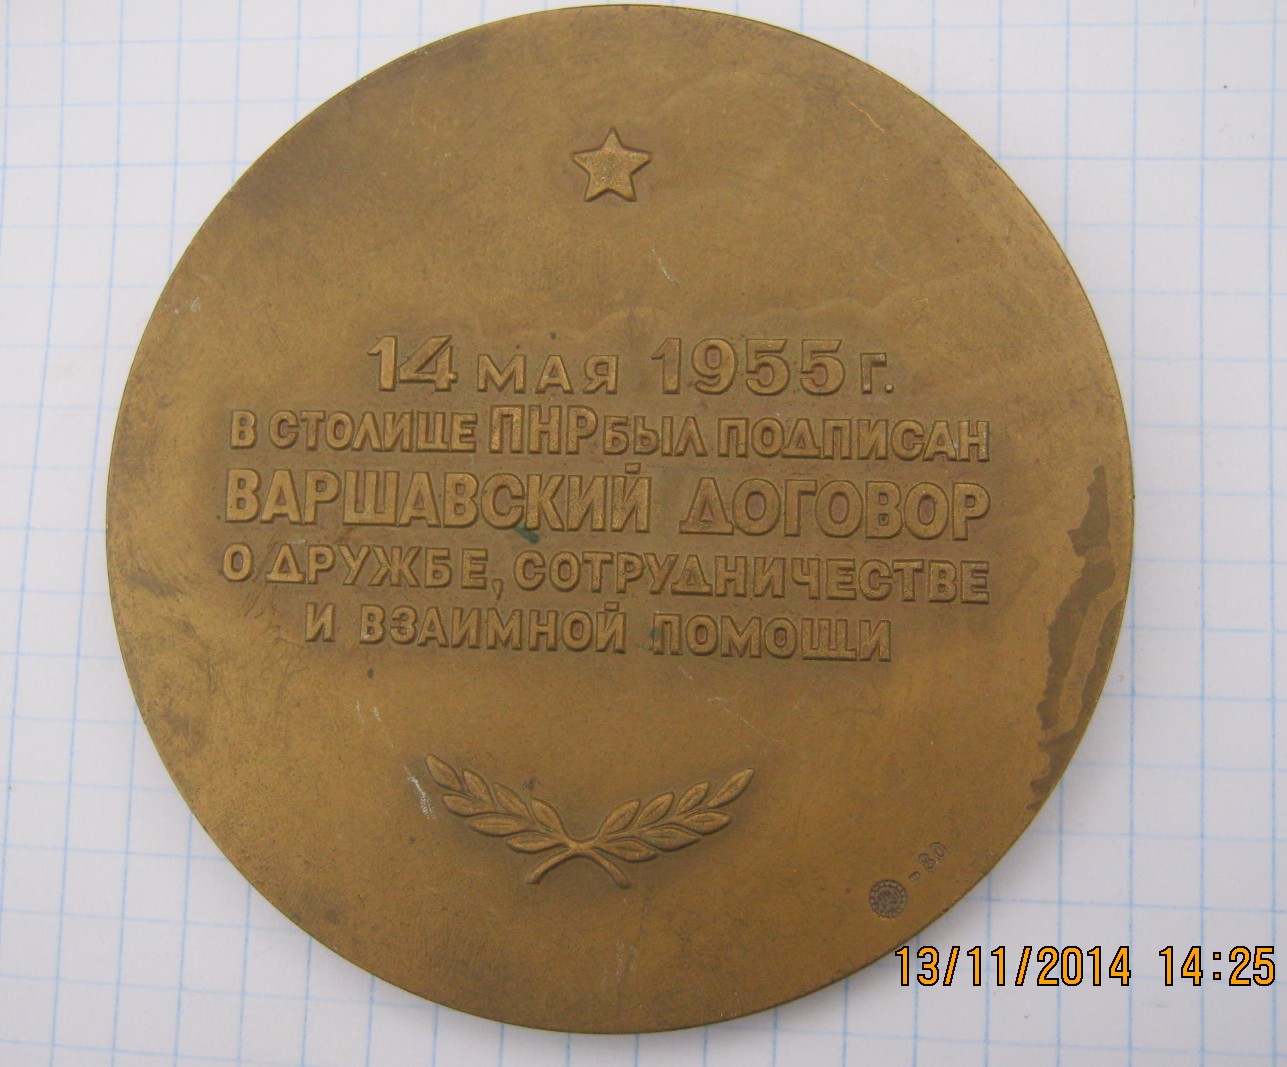 14 МАЯ 1955 Г.
В СТОЛИЦЕ ПНР БЫЛ ПОДПИСАН
ВАРШАВСКИЙ ДОГОВОР
О ДРУЖБЕ, СОТРУДНИЧЕСТВЕ
И ВЗАИМНОЙ ПОМОЩИ
-80
13/11/2014 14:25